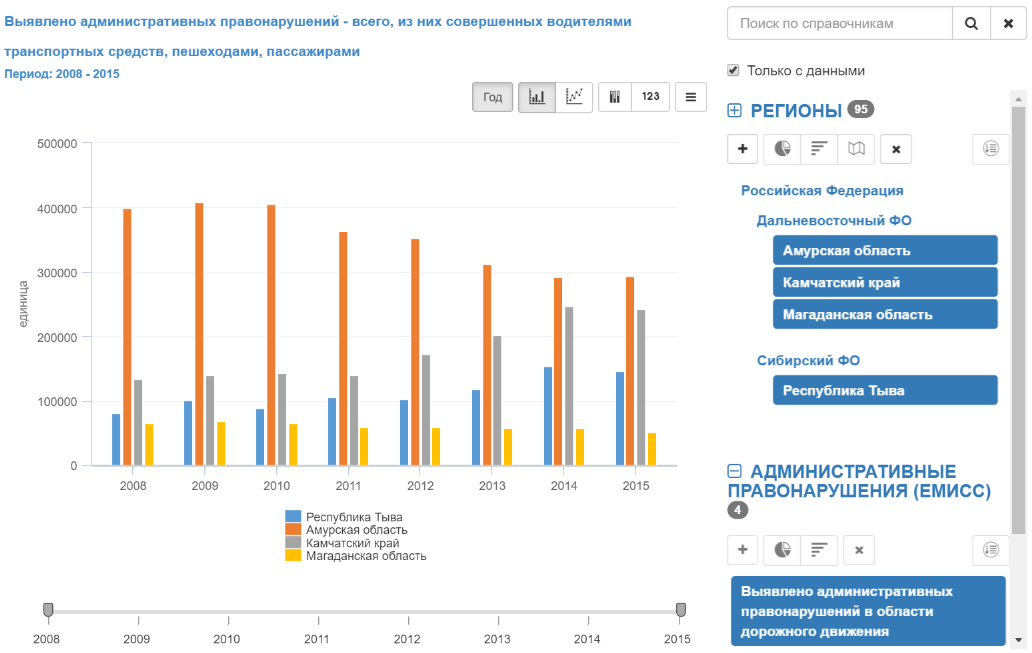 Выявлено административных правонарушений - всего, из них совершенных водителями
транспортных средств, пешеходами, пассажирами
Период: 2008 - 2015
Год
123
единица
500000
400000
300000
200000
100000
0
2008 2009 2010 2011 2012 2013 2014 2015
Республика Тыва
Амурская область
Камчатский край
Магаданская область
2008 2009 2010 2011 2012 2013 2014 2015
Поиск по справочникам
Только с данными
РЕГИОНЫ 95
Российская Федерация
Дальневосточный ФО
Амурская область
Камчатский край
Магаданская область
Сибирский ФО
Республика Тыва
АДМИНИСТРАТИВНЫЕ
ПРАВОНАРУШЕНИЯ (ЕМИСС)
4
Выявлено административных
правонарушений в области
дорожного движения